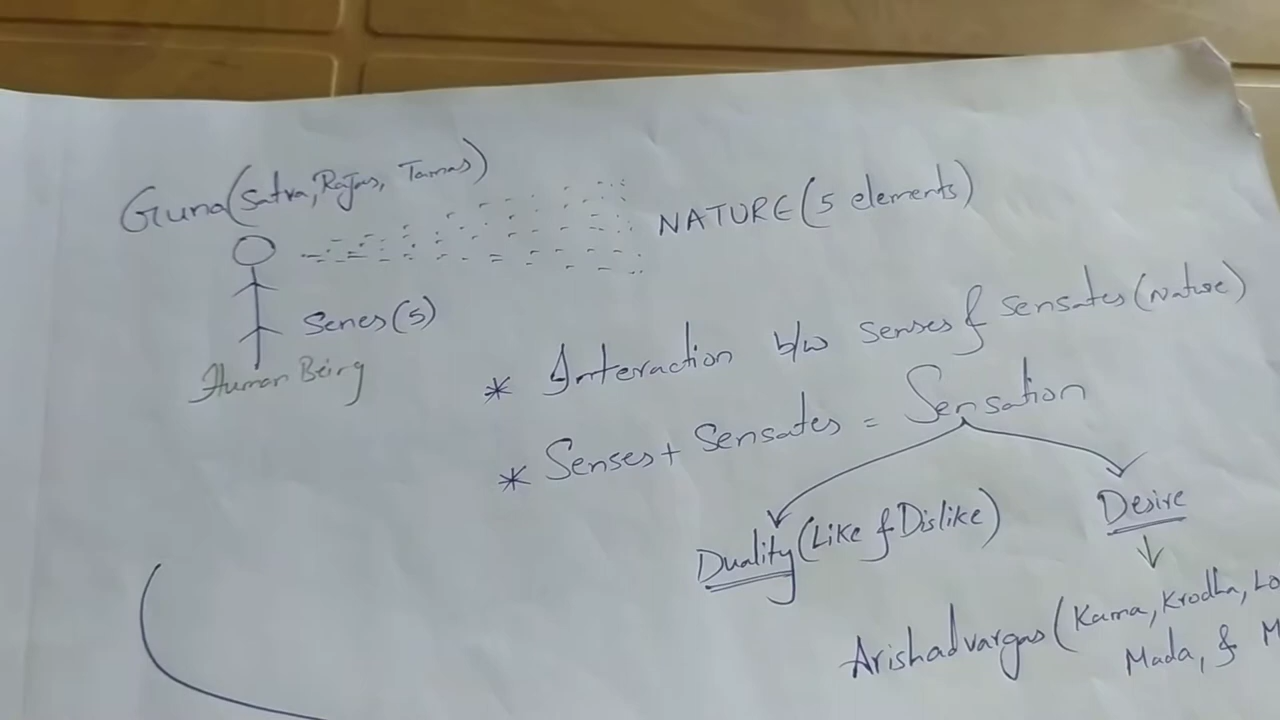 Guna (Satva, Rajas, Tamas)
NATURE (5 elements)
Senes (5)
Human Being
* Interaction b/w senses & sensates (Nature)
* Senses + Sensates = Sensation
Duality (Like & Dislike)
Desire
Arishadvargas (Kama, Krodha, Lo
Mada, & M